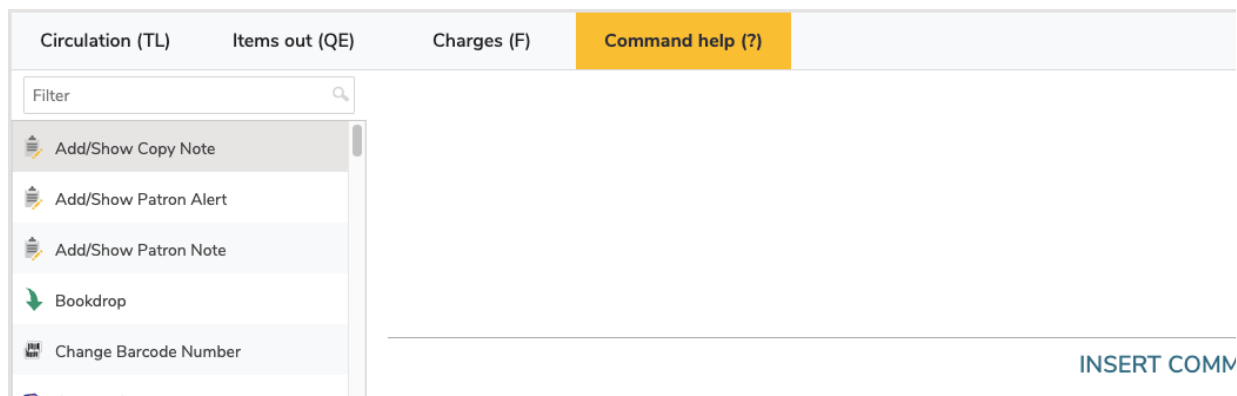 Circulation (TL) Items out (QE) Charges (F) Command help (?)
Filter
Add/Show Copy Note
Add/Show Patron Alert
Add/Show Patron Note
Bookdrop
Change Barcode Number
INSERT COMM